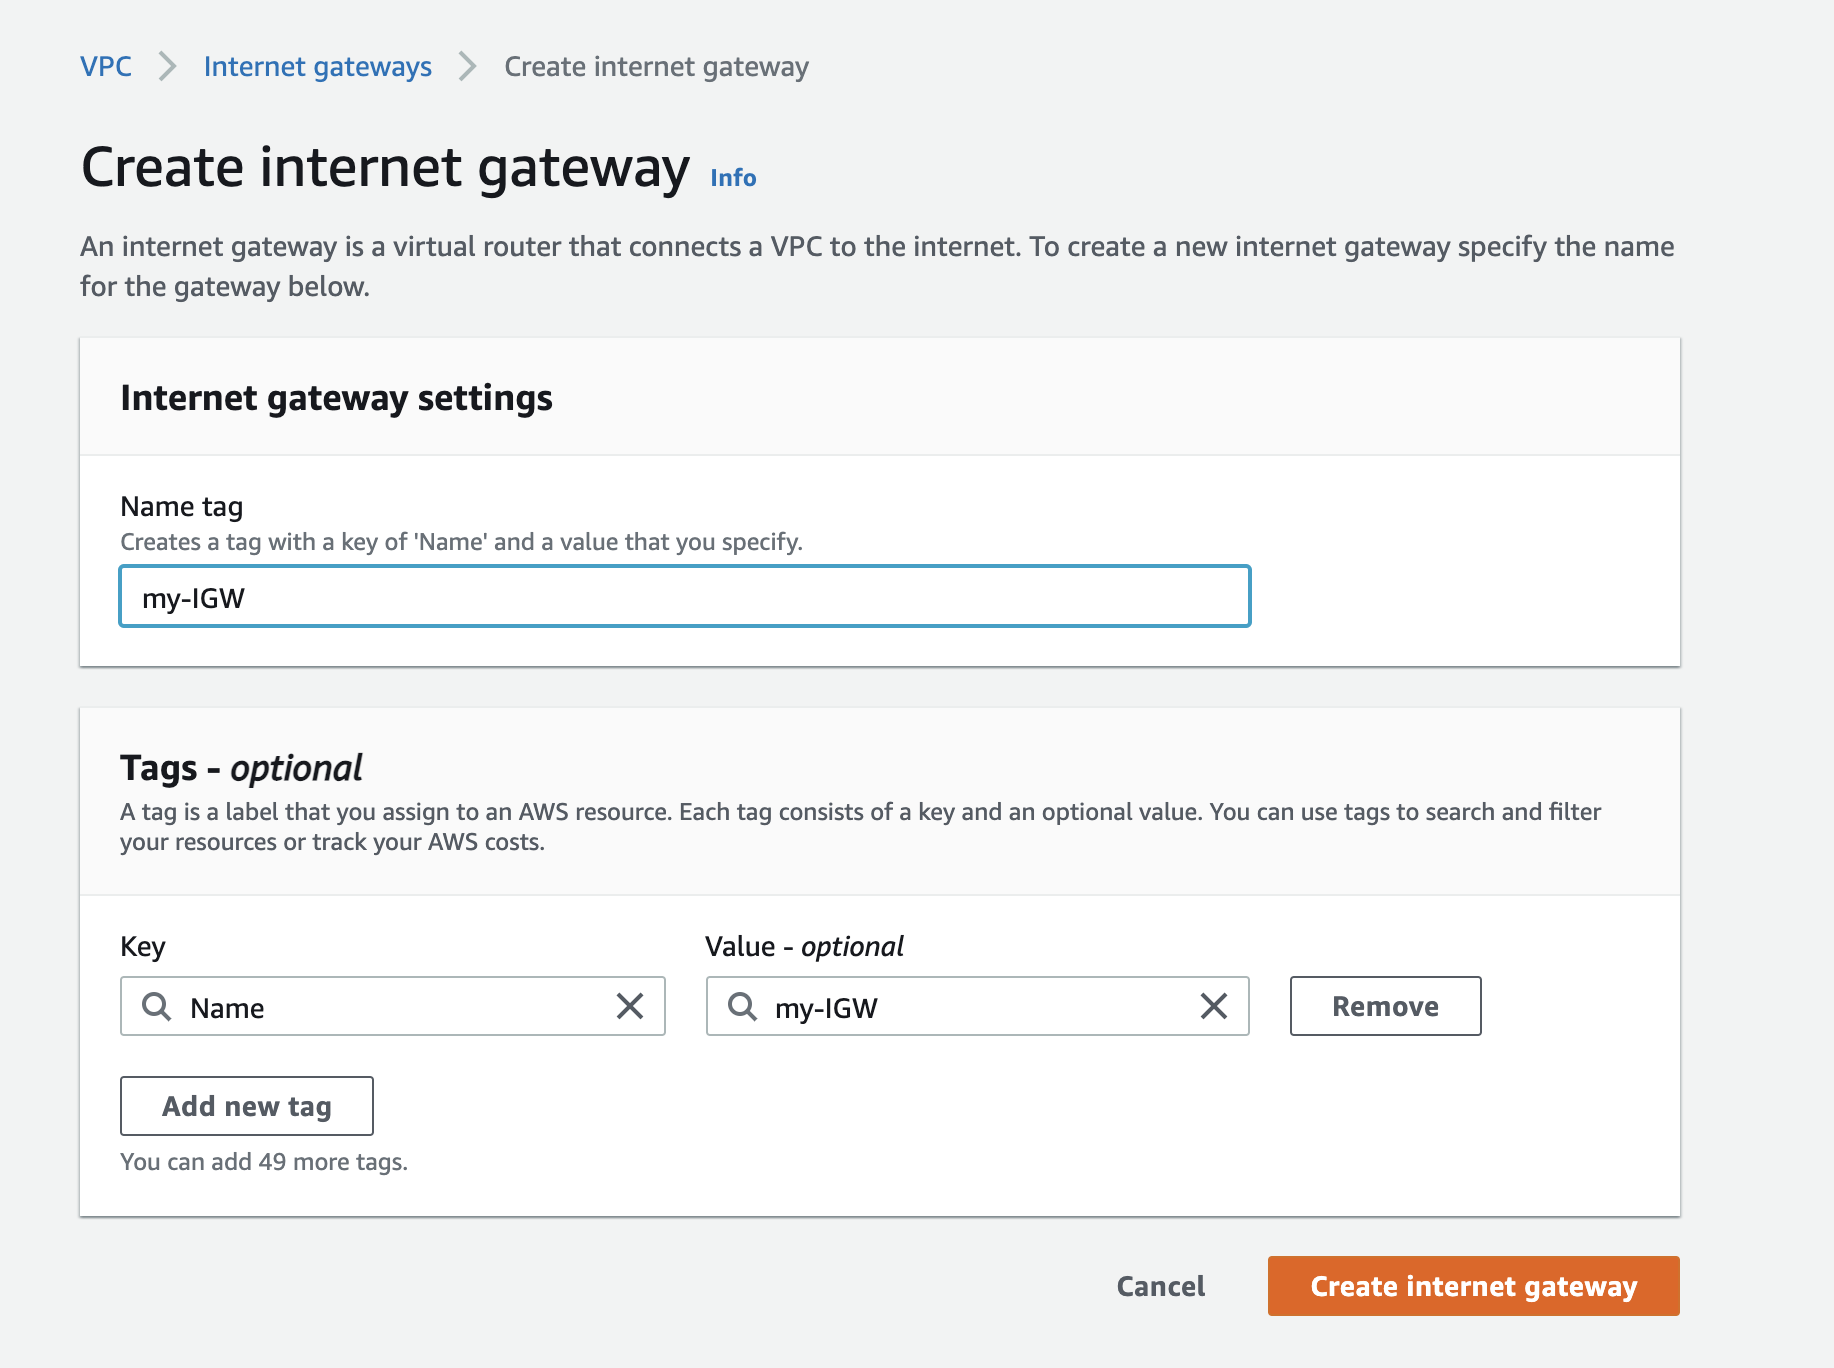 VPC > Internet gateways > Create internet gateway
Create internet gateway Info
An internet gateway is a virtual router that connects a VPC to the internet. To create a new internet gateway specify the name
for the gateway below.
Internet gateway settings
Name tag
Creates a tag with a key of 'Name' and a value that you specify.
my-IGW
Tags - optional
A tag is a label that you assign to an AWS resource. Each tag consists of a key and an optional value. You can use tags to search and filter
your resources or track your AWS costs.
Key Value - optional
Name my-IGW Remove
Add new tag
You can add 49 more tags.
Cancel Create internet gateway